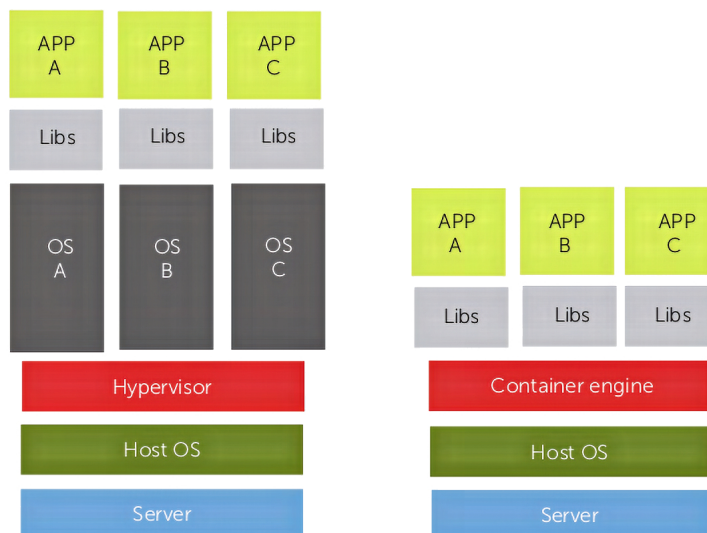 APP
A
APP
B
APP
C
Libs
Libs
Libs
OS
A
OS
B
OS
C
Hypervisor
Host OS
Server
APP
A
APP
B
APP
C
Libs
Libs
Libs
Container engine
Host OS
Server